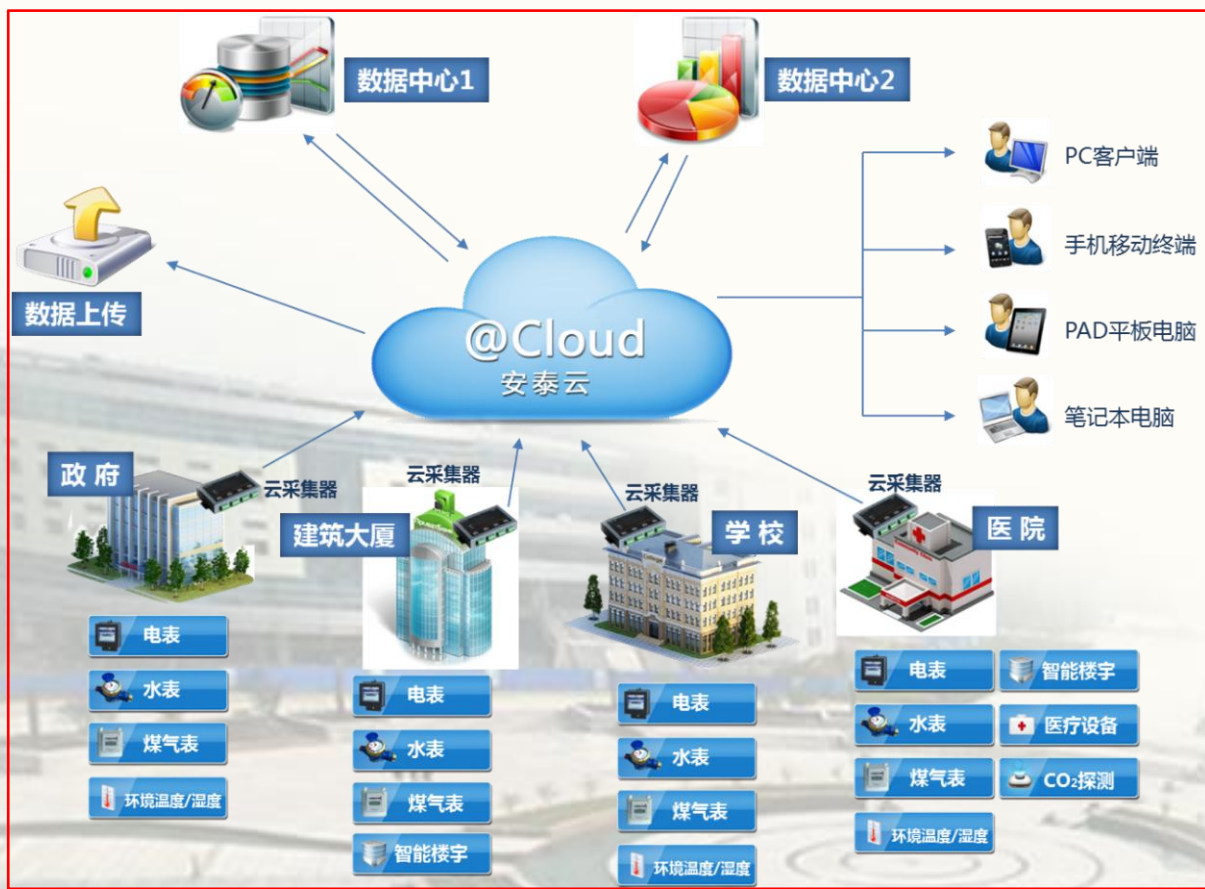 数据中心1
数据中心2
PC客户端
手机移动终端
PAD平板电脑
笔记本电脑
数据上传
@Cloud
安泰云
政府
云采集器
建筑大厦
云采集器
学校
云采集器
医院
云采集器
电表
水表
煤气表
环境温度/湿度
电表
水表
煤气表
智能楼宇
电表
水表
煤气表
环境温度/湿度
电表
水表
煤气表
环境温度/湿度
智能楼宇
医疗设备
CO₂探测